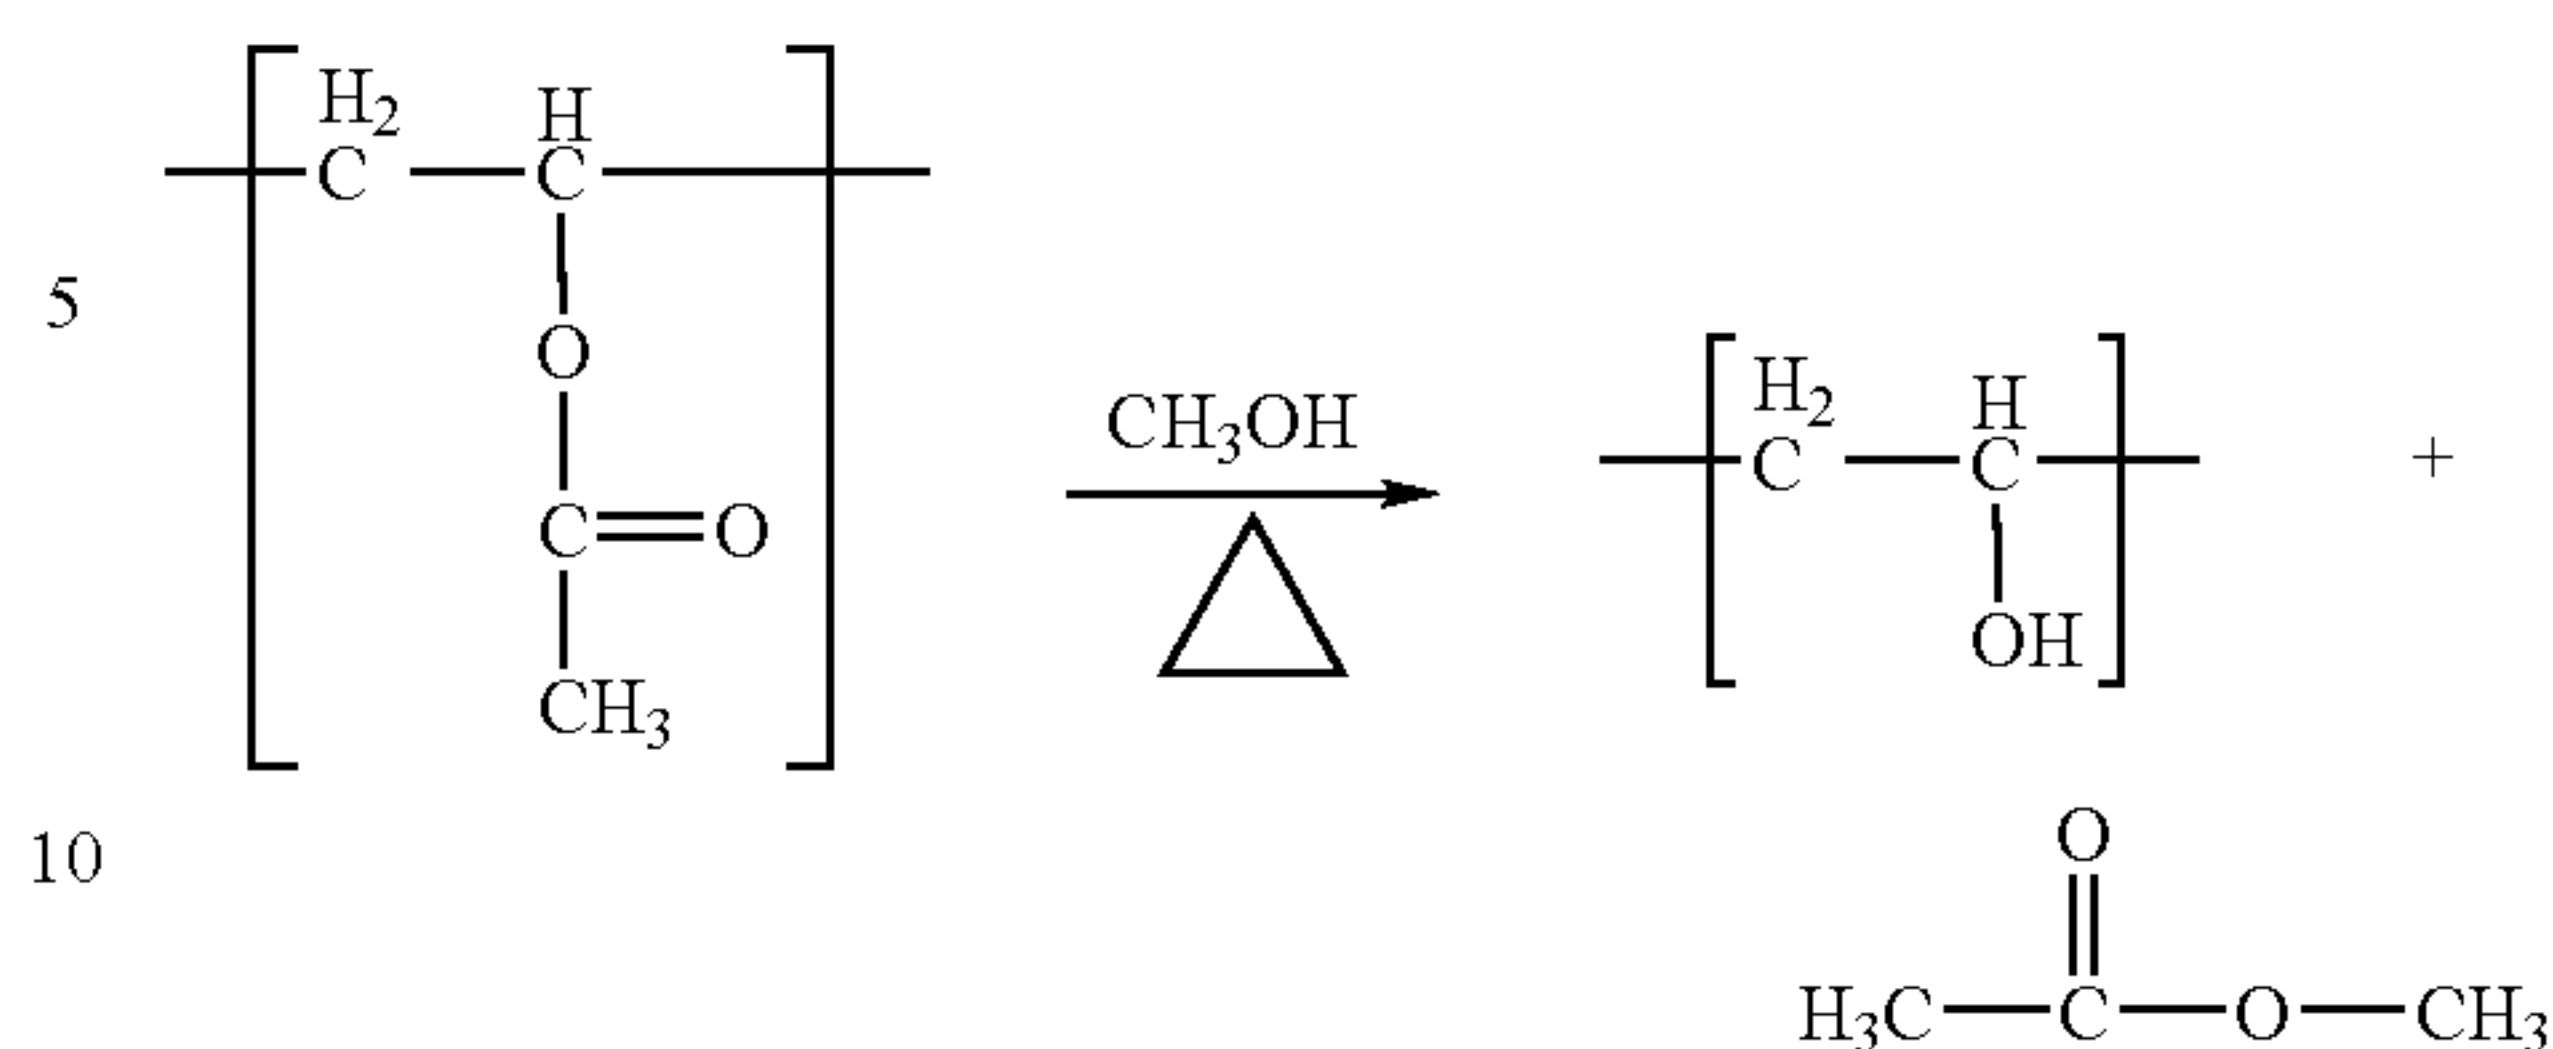 H₂ H
C C
5
O
CH₃OH
H₂ H
C C +
C O
OH
CH₃
10
O
H₃C C O CH₃